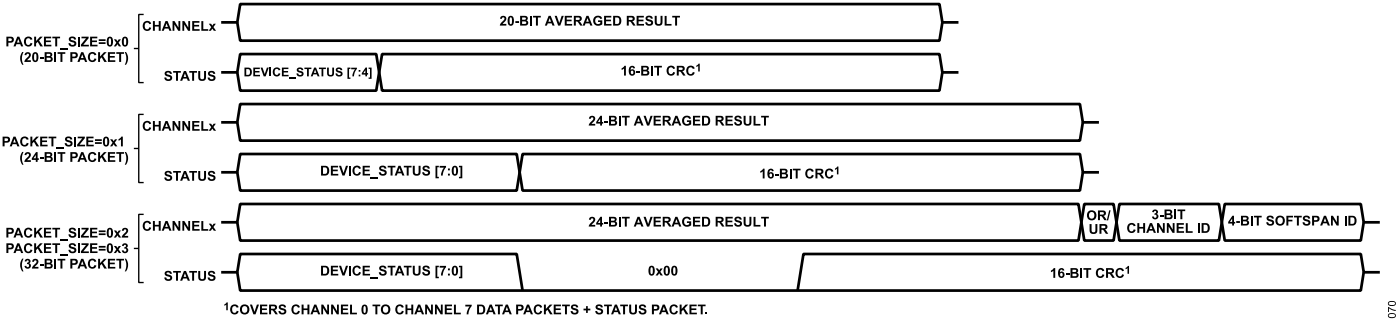 PACKET_SIZE=0x0
(20-BIT PACKET)
CHANNELx
20-BIT AVERAGED RESULT
STATUS
DEVICE_STATUS [7:4]
16-BIT CRC1
PACKET_SIZE=0x1
(24-BIT PACKET)
CHANNELx
24-BIT AVERAGED RESULT
STATUS
DEVICE_STATUS [7:0]
16-BIT CRC1
PACKET_SIZE=0x2
PACKET_SIZE=0x3
(32-BIT PACKET)
CHANNELx
24-BIT AVERAGED RESULT
OR/
UR
3-BIT
CHANNEL ID
4-BIT SOFTSPAN ID
STATUS
DEVICE_STATUS [7:0]
0x00
16-BIT CRC1
1COVERS CHANNEL 0 TO CHANNEL 7 DATA PACKETS + STATUS PACKET.
070